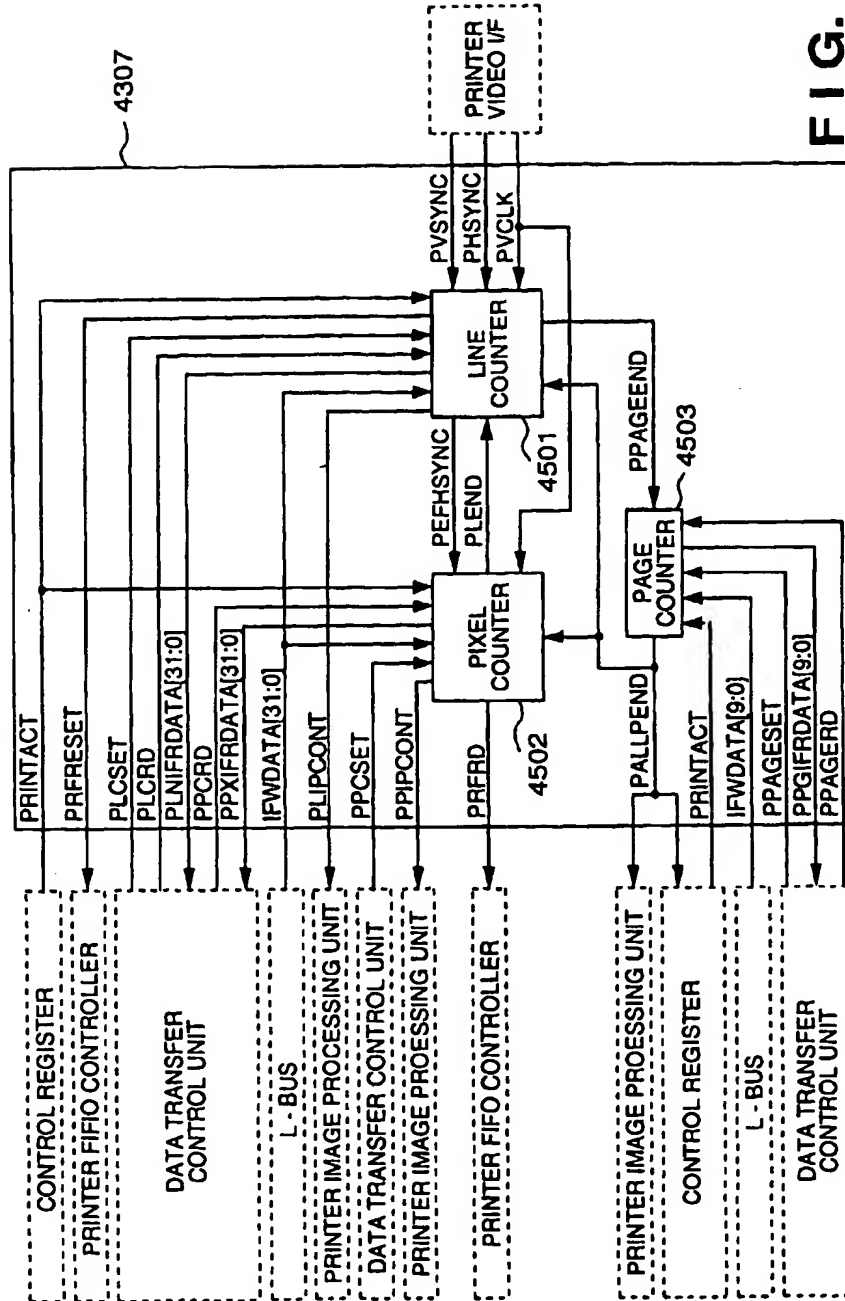 4307
CONTROL REGISTER
PRINTER FIFIO CONTROLLER
DATA TRANSFER
CONTROL UNIT
L - BUS
PRINTER IMAGE PROCESSING UNIT
DATA TRANSFER CONTROL UNIT
PRINTER IMAGE PROESSING UNIT
PRINTER FIFO CONTROLLER
PRINTER IMAGE PROESSING UNIT
CONTROL REGISTER
L - BUS
DATA TRANSFER
CONTROL UNIT
PRINTACT
PRFRESET
PLCSET
PLCRD
PLNIFRDATA[31:0]
PPCRD
PPXIFRDATA[31:0]
IFWDATA[31:0]
PLIPCONT
PPCSET
PPIPCONT
PRFRD
4502
PIXEL
COUNTER
PEFHSYNC
PLEND
LINE
COUNTER
4501
PVSYNC
PHSYNC
PVCLK
PRINTER
VIDEO I/F
PPAGEEND
4503
PAGE
COUNTER
PALLPEND
PRINTACT
IFWDATA[9:0]
PPAGESET
PPGIFRDATA[9:0]
PPAGERD
FIG.